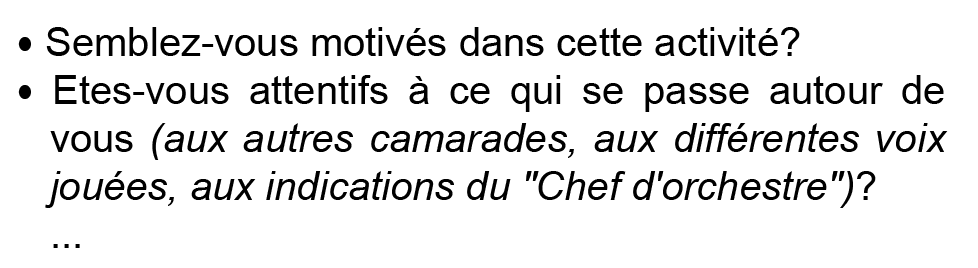 • Semblez-vous motivés dans cette activité?
• Etes-vous attentifs à ce qui se passe autour de
vous (aux autres camarades, aux différentes voix
jouées, aux indications du "Chef d'orchestre")?
...